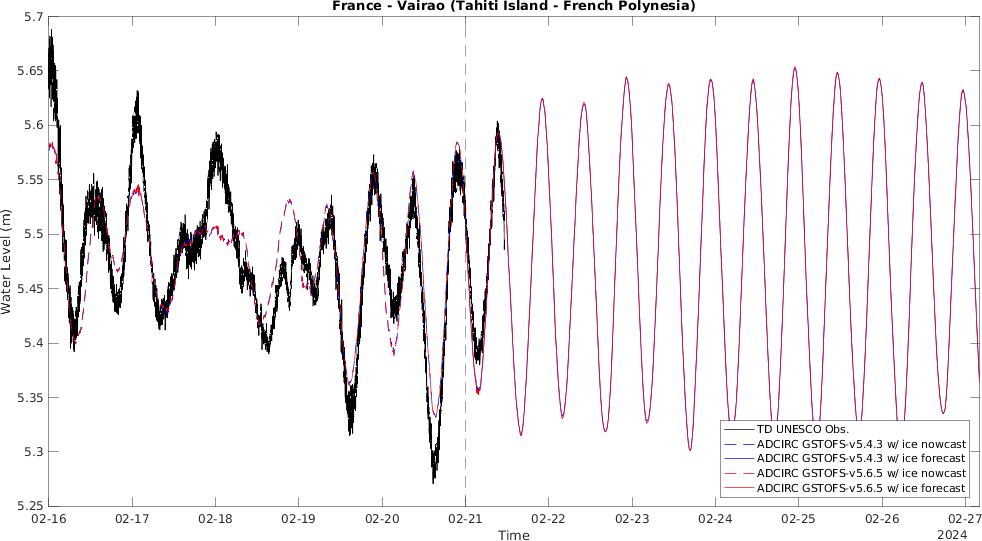 France - Vairao (Tahiti Island - French Polynesia)
5.7
5.65
5.6
5.55
5.5
5.45
5.4
5.35
5.3
5.25
Water Level (m)
TD UNESCO Obs.
ADCIRC GSTOFS-v5.4.3 w/ ice nowcast
ADCIRC GSTOFS-v5.4.3 w/ ice forecast
ADCIRC GSTOFS-v5.6.5 w/ ice nowcast
ADCIRC GSTOFS-v5.6.5 w/ ice forecast
02-16 02-17 02-18 02-19 02-20 02-21 02-22 02-23 02-24 02-25 02-26 02-27
Time
2024